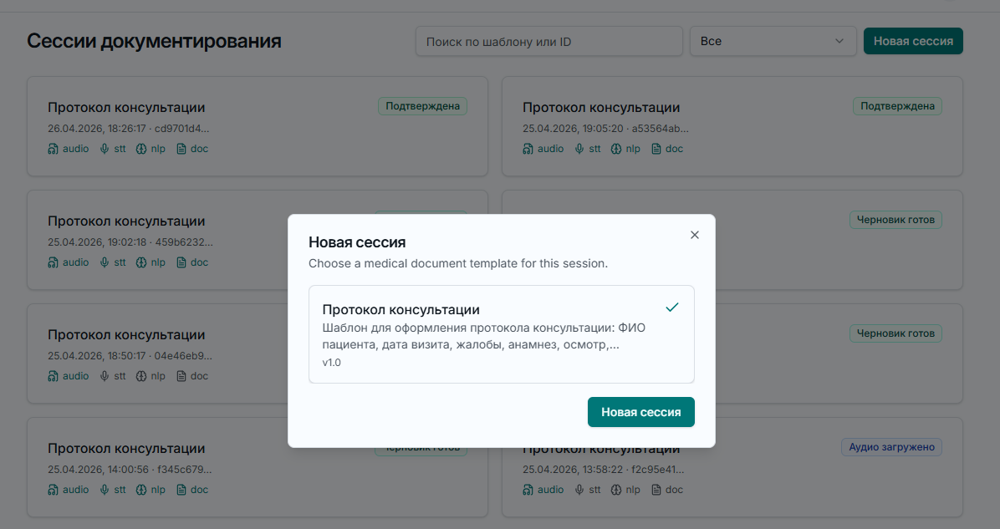 Сессии документирования
Поиск по шаблону или ID
Все
Новая сессия
Протокол консультации
Подтверждена
26.04.2026, 18:26:17 · cd9701d4...
audio stt nlp doc
Протокол консультации
Подтверждена
25.04.2026, 19:05:20 · a53564ab...
audio stt nlp doc
Протокол консультации
25.04.2026, 19:02:18 · 459b6232...
audio stt nlp doc
Черновик готов
Протокол консультации
25.04.2026, 18:50:17 · 04e46eb9...
audio stt nlp doc
Черновик готов
Протокол консультации
Черновик готов
25.04.2026, 14:00:56 · f345c679...
audio stt nlp doc
Протокол консультации
Аудио загружено
25.04.2026, 13:58:22 · f2c95e41...
audio stt nlp doc
Новая сессия
Choose a medical document template for this session.
Протокол консультации
Шаблон для оформления протокола консультации: ФИО
пациента, дата визита, жалобы, анамнез, осмотр,...
v1.0
Новая сессия